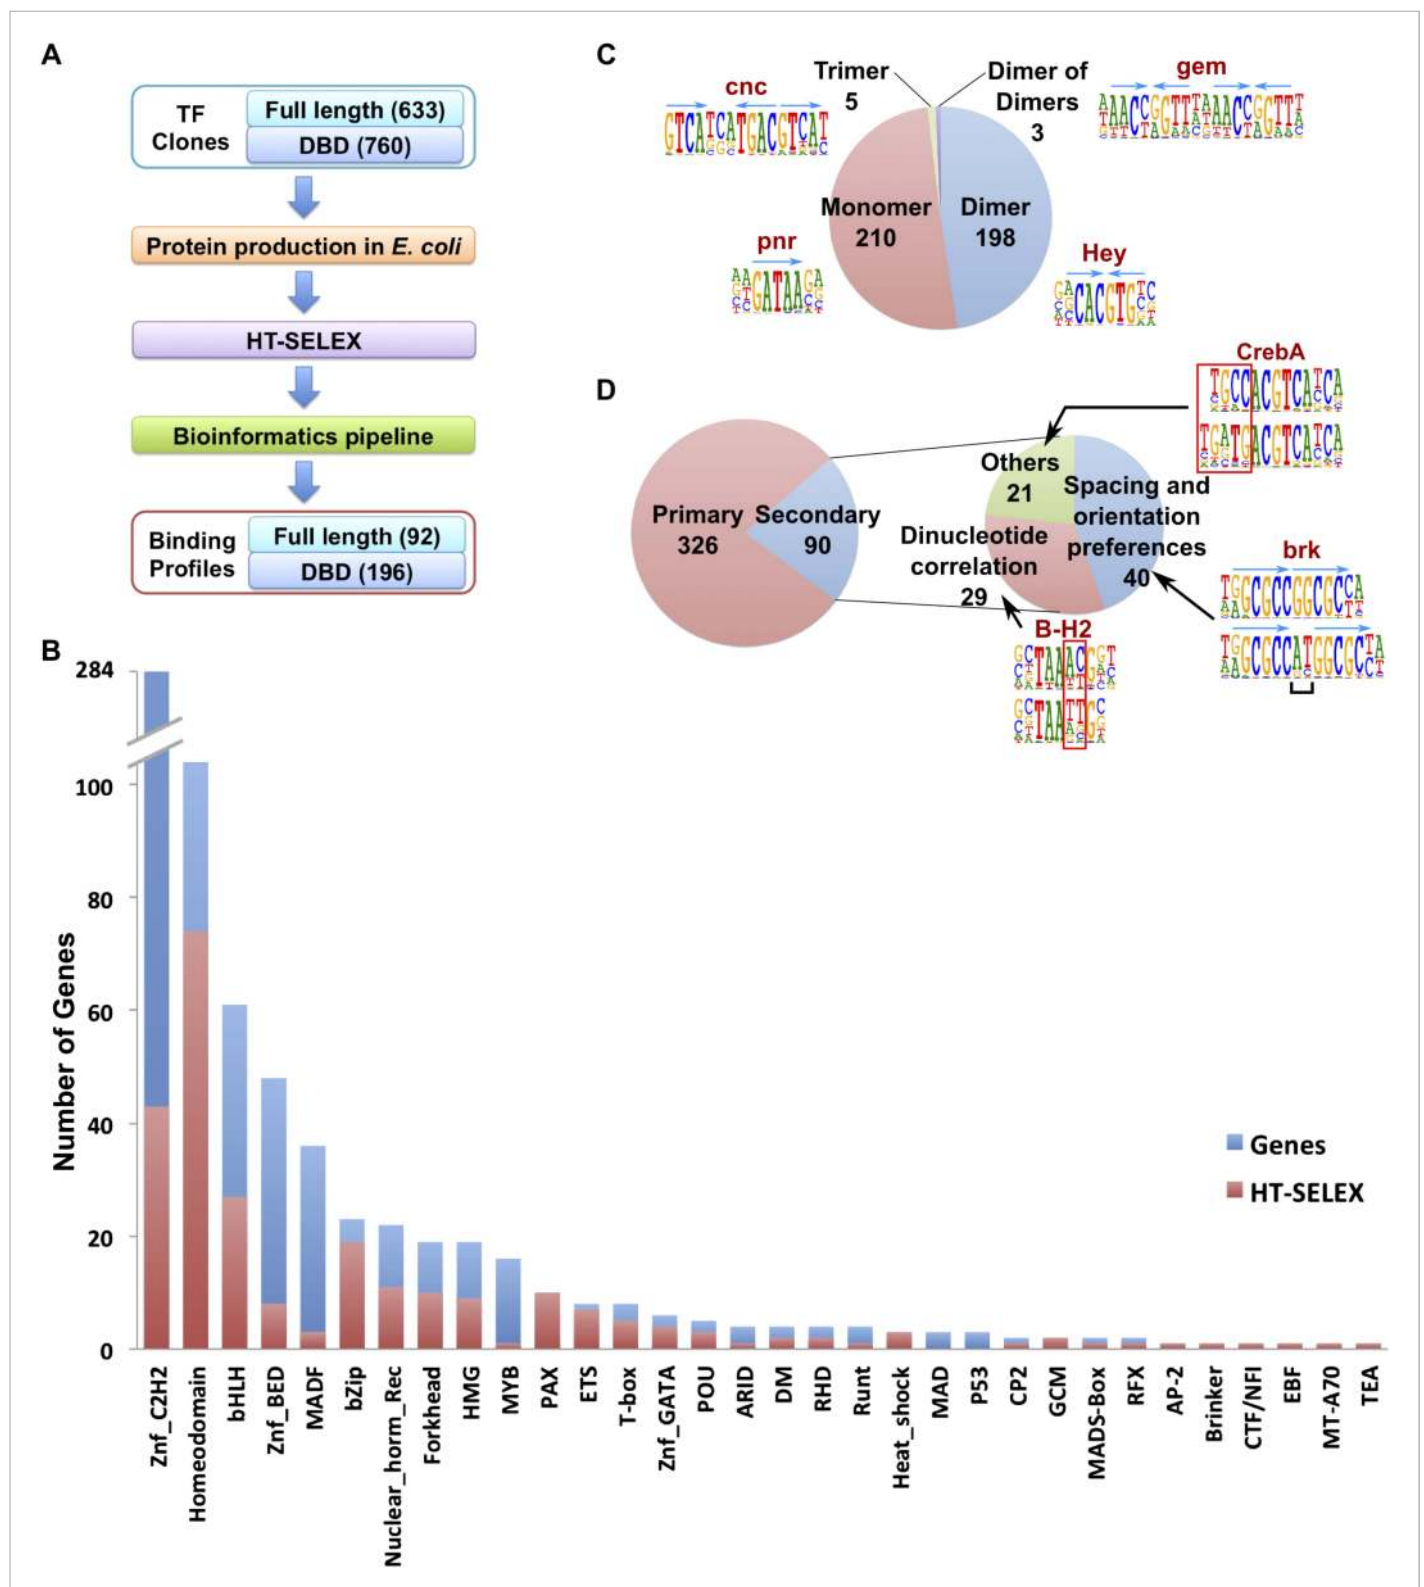 A
TF
Clones
Full length (633)
DBD (760)
Protein production in E. coli
HT-SELEX
Bioinformatics pipeline
Binding
Profiles
Full length (92)
DBD (196)
C
Trimer
5
Dimer of
Dimers
3
cnc
gem
Monomer
210
Dimer
198
pnr
GATAA
Hey
CACGTG
D
CrebA
Primary
326
Secondary
90
Others
21
Spacing and
orientation
preferences
40
Dinucleotide
correlation
29
brk
B-H2
B
284
100
80
60
40
20
0
Number of Genes
Genes
HT-SELEX
Znf_C2H2
Homeodomain
bHLH
Znf_BED
MADF
bZip
Nuclear_horm_Rec
Forkhead
HMG
MYB
PAX
ETS
T-box
Znf_GATA
POU
ARID
DM
RHD
Runt
Heat_shock
MAD
P53
CP2
GCM
MADS-Box
RFX
AP-2
Brinker
CTF/NFI
EBF
MT-A70
TEA